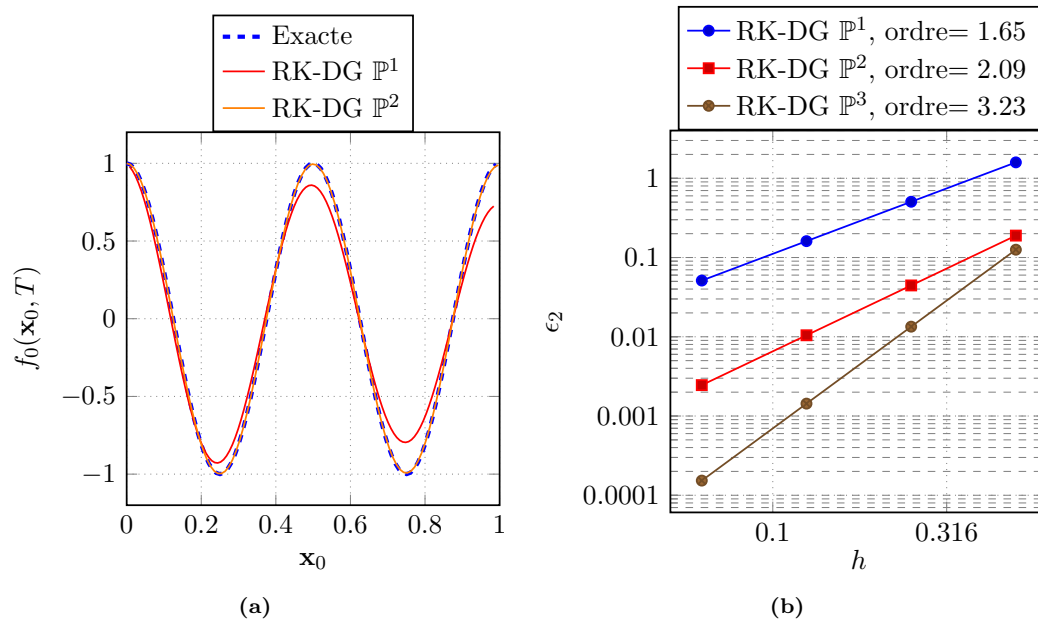 Exacte
RK-DG ℙ¹
RK-DG ℙ²
1
0.5
0
−0.5
−1
f₀(x₀, T)
0 0.2 0.4 0.6 0.8 1
x₀
(a)
RK-DG ℙ¹, ordre= 1.65
RK-DG ℙ², ordre= 2.09
RK-DG ℙ³, ordre= 3.23
1
0.1
0.01
0.001
0.0001
ϵ₂
0.1 0.316
h
(b)